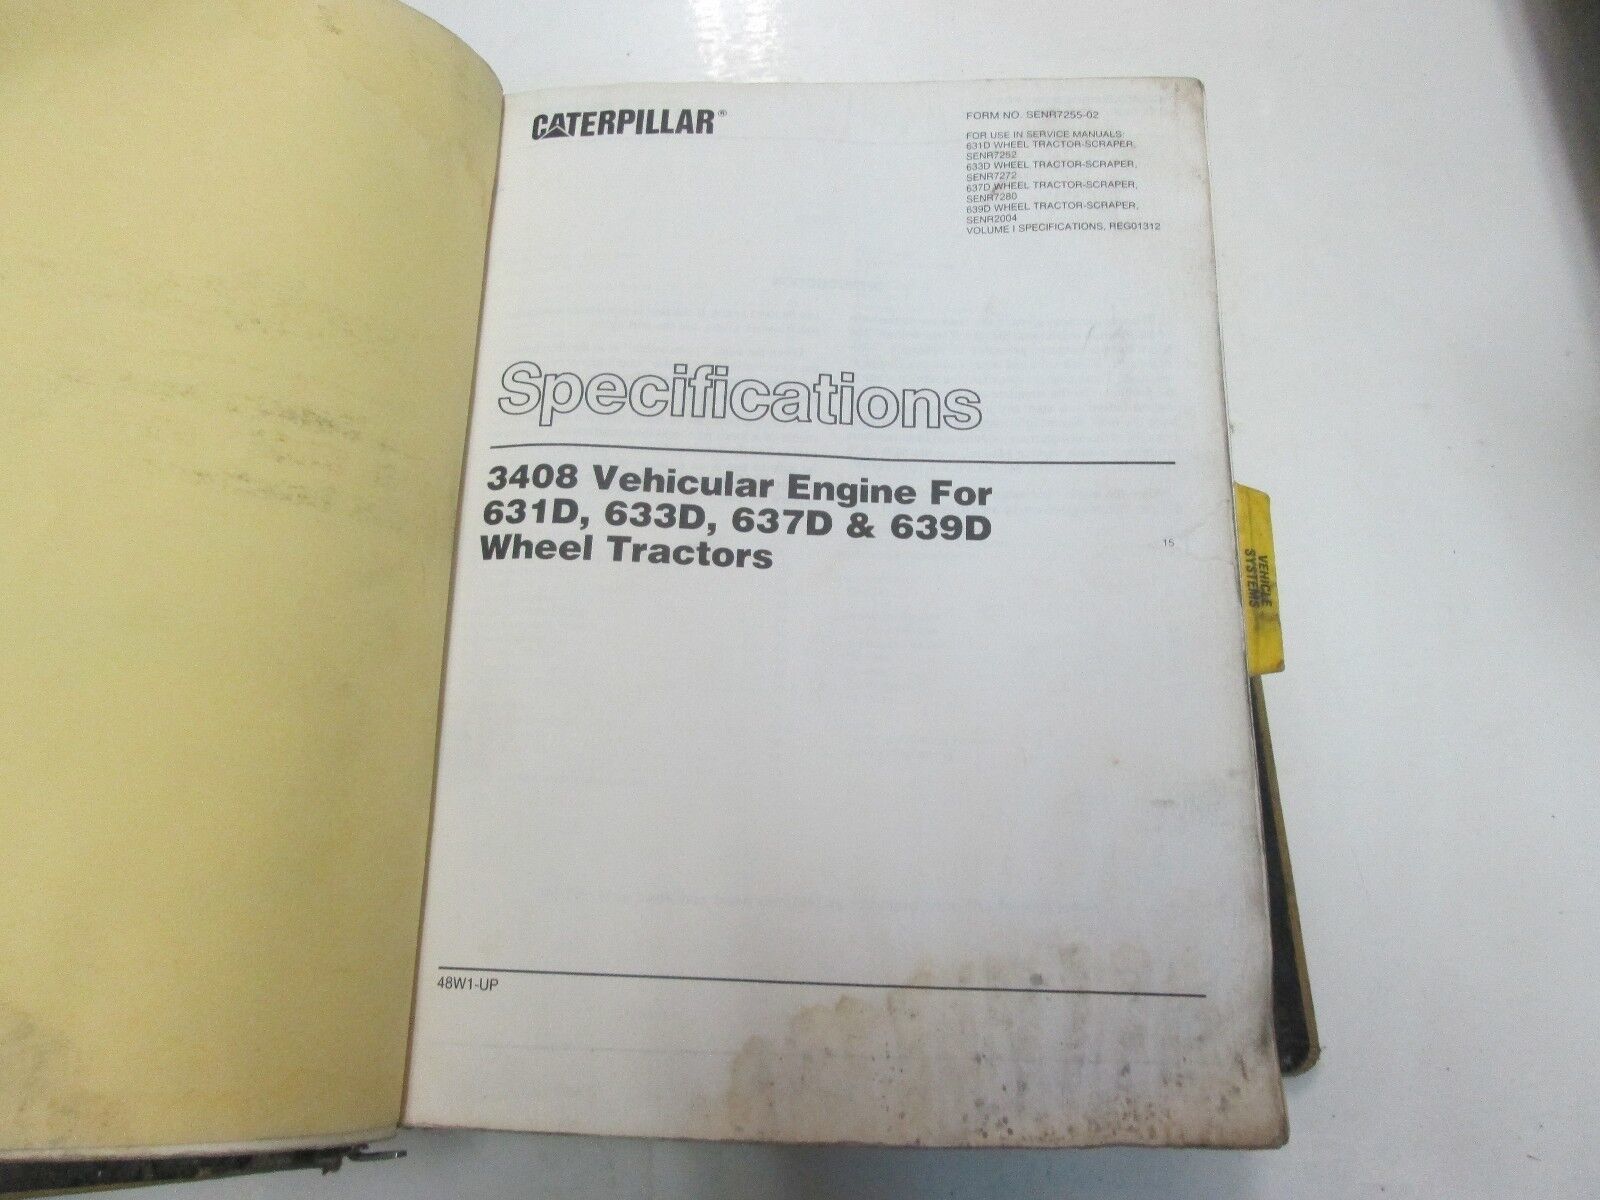 CATERPILLAR®
FORM NO. SENR7255-02
FOR USE IN SERVICE MANUALS:
631D WHEEL TRACTOR-SCRAPER,
SENR7252
633D WHEEL TRACTOR-SCRAPER,
SENR7272
637D WHEEL TRACTOR-SCRAPER,
SENR7280
639D WHEEL TRACTOR-SCRAPER,
SENR2004
VOLUME I SPECIFICATIONS, REG01312
Specifications
3408 Vehicular Engine For
631D, 633D, 637D & 639D
Wheel Tractors
15
VEHICLE
SYSTEMS
48W1-UP